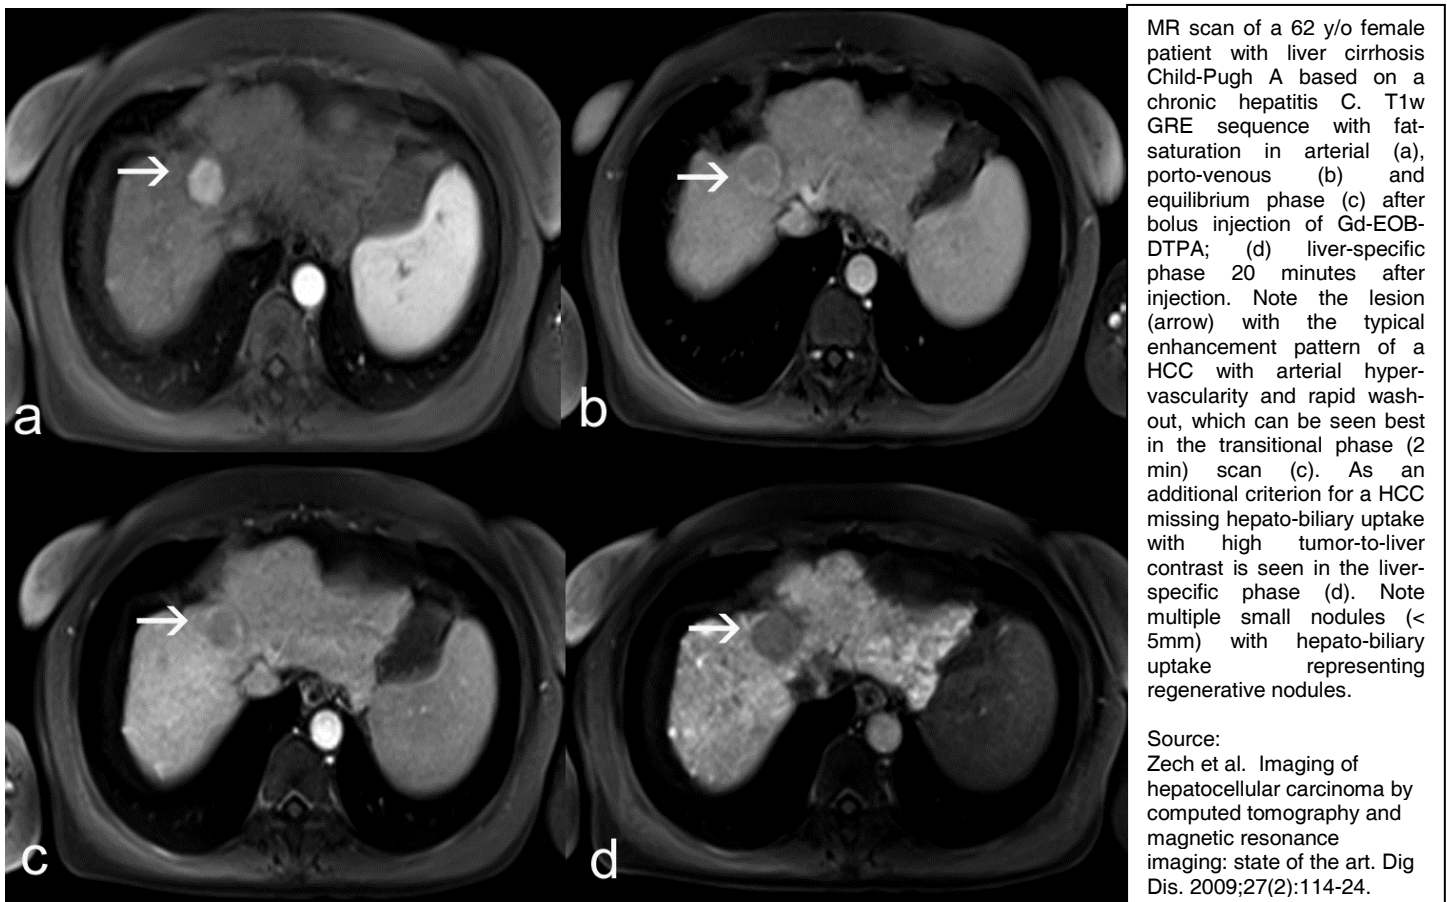 a
b
c
d
MR scan of a 62 y/o female
patient with liver cirrhosis
Child-Pugh A based on a
chronic hepatitis C. T1w
GRE sequence with fat-
saturation in arterial (a),
porto-venous (b) and
equilibrium phase (c) after
bolus injection of Gd-EOB-
DTPA; (d) liver-specific
phase 20 minutes after
injection. Note the lesion
(arrow) with the typical
enhancement pattern of a
HCC with arterial hyper-
vascularity and rapid wash-
out, which can be seen best
in the transitional phase (2
min) scan (c). As an
additional criterion for a HCC
missing hepato-biliary uptake
with high tumor-to-liver
contrast is seen in the liver-
specific phase (d). Note
multiple small nodules (<
5mm) with hepato-biliary
uptake representing
regenerative nodules.
Source:
Zech et al. Imaging of
hepatocellular carcinoma by
computed tomography and
magnetic resonance
imaging: state of the art. Dig
Dis. 2009;27(2):114-24.